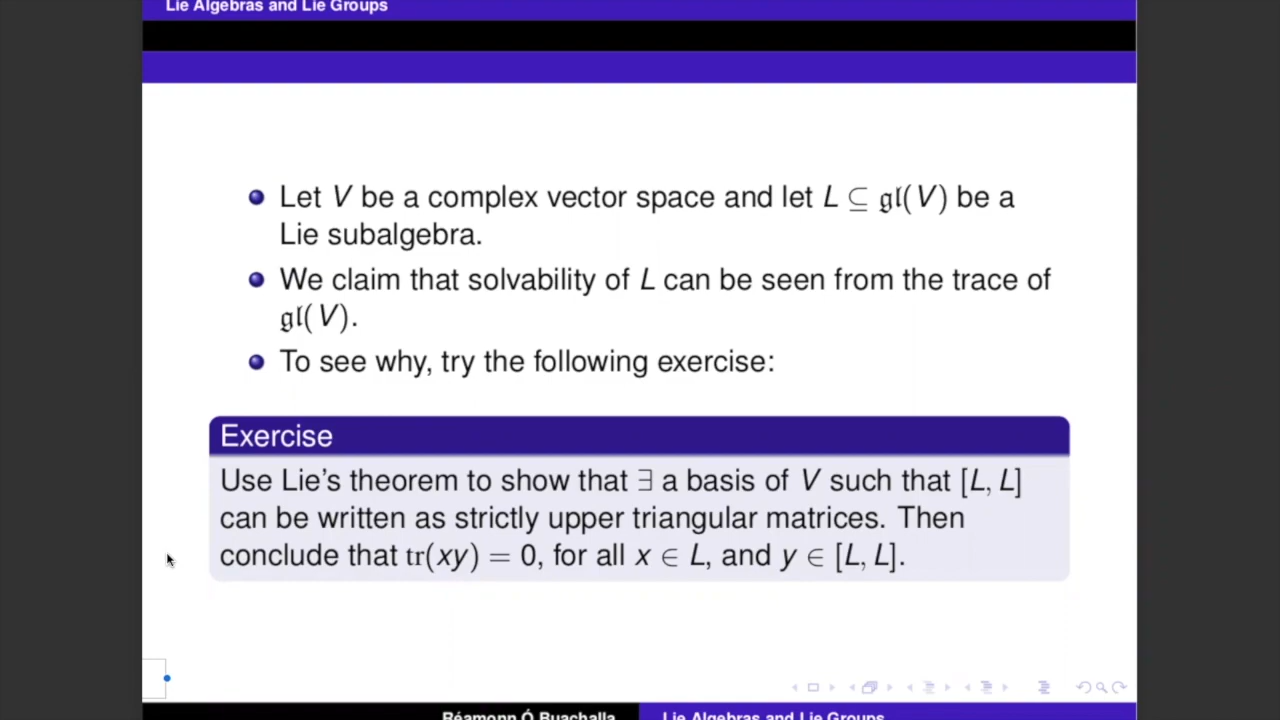 Lie Algebras and Lie Groups
Let V be a complex vector space and let L ⊆ 𝔤𝔩(V) be a
Lie subalgebra.
We claim that solvability of L can be seen from the trace of
𝔤𝔩(V).
To see why, try the following exercise:
Exercise
Use Lie's theorem to show that ∃ a basis of V such that [L, L]
can be written as strictly upper triangular matrices. Then
conclude that tr(xy) = 0, for all x ∈ L, and y ∈ [L, L].
Réamonn Ó Buachalla
Lie Algebras and Lie Groups